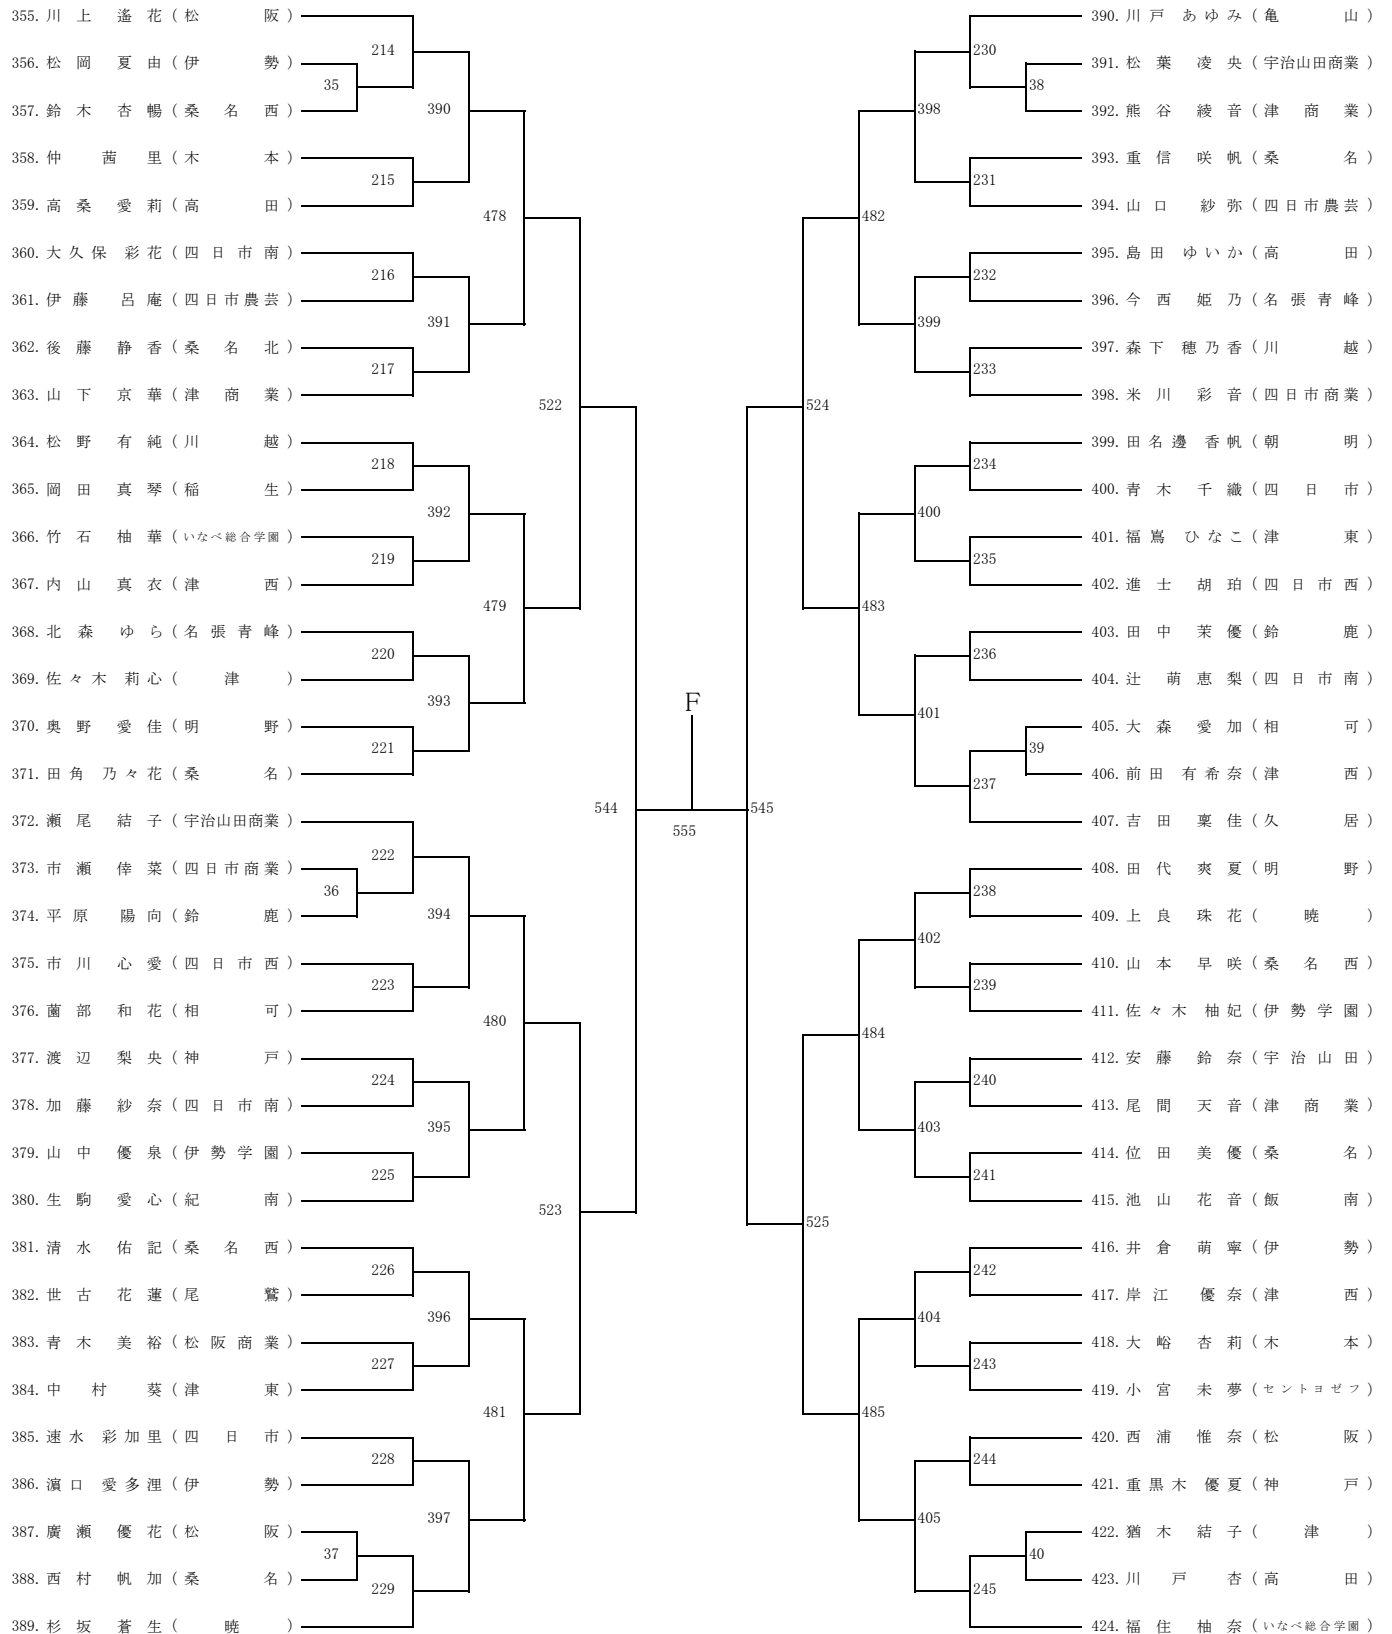 355. 川上 遙花 (松阪)
356. 松岡 夏由 (伊勢)
357. 鈴木 杏暢 (桑名西)
358. 仲 茜里 (木本)
359. 高桑 愛莉 (高田)
360. 大久保 彩花 (四日市南)
361. 伊藤 呂庵 (四日市農芸)
362. 後藤 静香 (桑名北)
363. 山下 京華 (津商業)
364. 松野 有純 (川越)
365. 岡田 真琴 (稲生)
366. 竹石 柚華 (いなべ総合学園)
367. 内山 真衣 (津西)
368. 北森 ゆら (名張青峰)
369. 佐々木 莉心 (津)
370. 奥野 愛佳 (明野)
371. 田角 乃々花 (桑名)
372. 瀬尾 結子 (宇治山田商業)
373. 市瀬 倖菜 (四日市商業)
374. 平原 陽向 (鈴鹿)
375. 市川 心愛 (四日市西)
376. 薗部 和花 (相可)
377. 渡辺 梨央 (神戸)
378. 加藤 紗奈 (四日市南)
379. 山中 優泉 (伊勢学園)
380. 生駒 愛心 (紀南)
381. 清水 佑記 (桑名西)
382. 世古 花蓮 (尾鷲)
383. 青木 美裕 (松阪商業)
384. 中村 葵 (津東)
385. 速水 彩加里 (四日市)
386. 濵口 愛多浬 (伊勢)
387. 廣瀬 優花 (松阪)
388. 西村 帆加 (桑名)
389. 杉坂 蒼生 (暁)
35
36
37
214
215
216
217
218
219
220
221
222
223
224
225
226
227
228
229
390
391
392
393
394
395
396
397
478
479
480
481
522
523
544
F
555
545
524
525
482
483
484
485
398
399
400
401
402
403
404
405
230
231
232
233
234
235
236
237
238
239
240
241
242
243
244
245
38
39
40
390. 川戸 あゆみ (亀山)
391. 松葉 凌央 (宇治山田商業)
392. 熊谷 綾音 (津商業)
393. 重信 咲帆 (桑名)
394. 山口 紗弥 (四日市農芸)
395. 島田 ゆいか (高田)
396. 今西 姫乃 (名張青峰)
397. 森下 穂乃香 (川越)
398. 米川 彩音 (四日市商業)
399. 田名邊 香帆 (朝明)
400. 青木 千織 (四日市)
401. 福嶌 ひなこ (津東)
402. 進士 胡珀 (四日市西)
403. 田中 茉優 (鈴鹿)
404. 辻 萌恵梨 (四日市南)
405. 大森 愛加 (相可)
406. 前田 有希奈 (津西)
407. 吉田 稟佳 (久居)
408. 田代 爽夏 (明野)
409. 上良 珠花 (暁)
410. 山本 早咲 (桑名西)
411. 佐々木 柚妃 (伊勢学園)
412. 安藤 鈴奈 (宇治山田)
413. 尾間 天音 (津商業)
414. 位田 美優 (桑名)
415. 池山 花音 (飯南)
416. 井倉 萌寧 (伊勢)
417. 岸江 優奈 (津西)
418. 大峪 杏莉 (木本)
419. 小宮 未夢 (セントヨゼフ)
420. 西浦 惟奈 (松阪)
421. 重黒木 優夏 (神戸)
422. 猶木 結子 (津)
423. 川戸 杏 (高田)
424. 福住 柚奈 (いなべ総合学園)